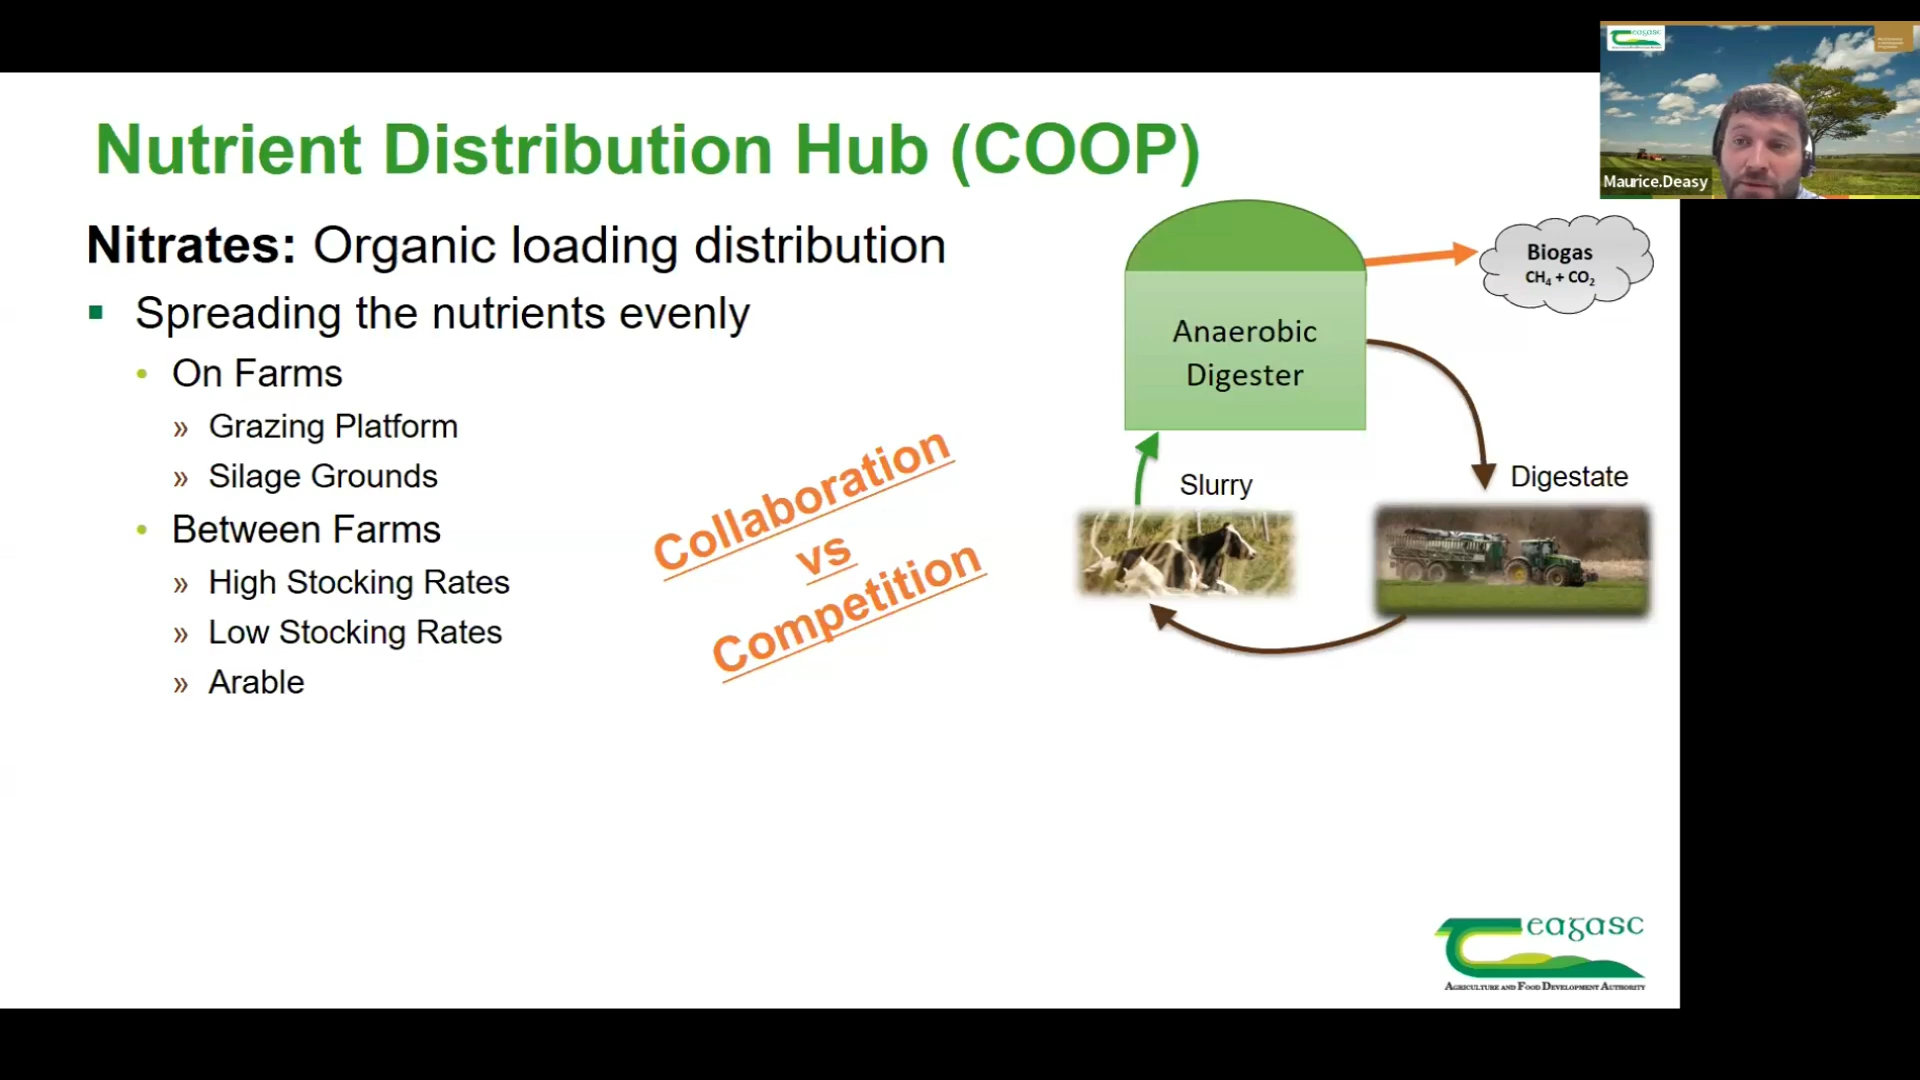 Nutrient Distribution Hub (COOP)
Nitrates: Organic loading distribution
Spreading the nutrients evenly
On Farms
» Grazing Platform
» Silage Grounds
Between Farms
» High Stocking Rates
» Low Stocking Rates
» Arable
Collaboration
vs
Competition
Anaerobic
Digester
Biogas
CH₄ + CO₂
Slurry
Digestate
eagasc
Agriculture and Food Development Authority
eagasc
Maurice.Deasy